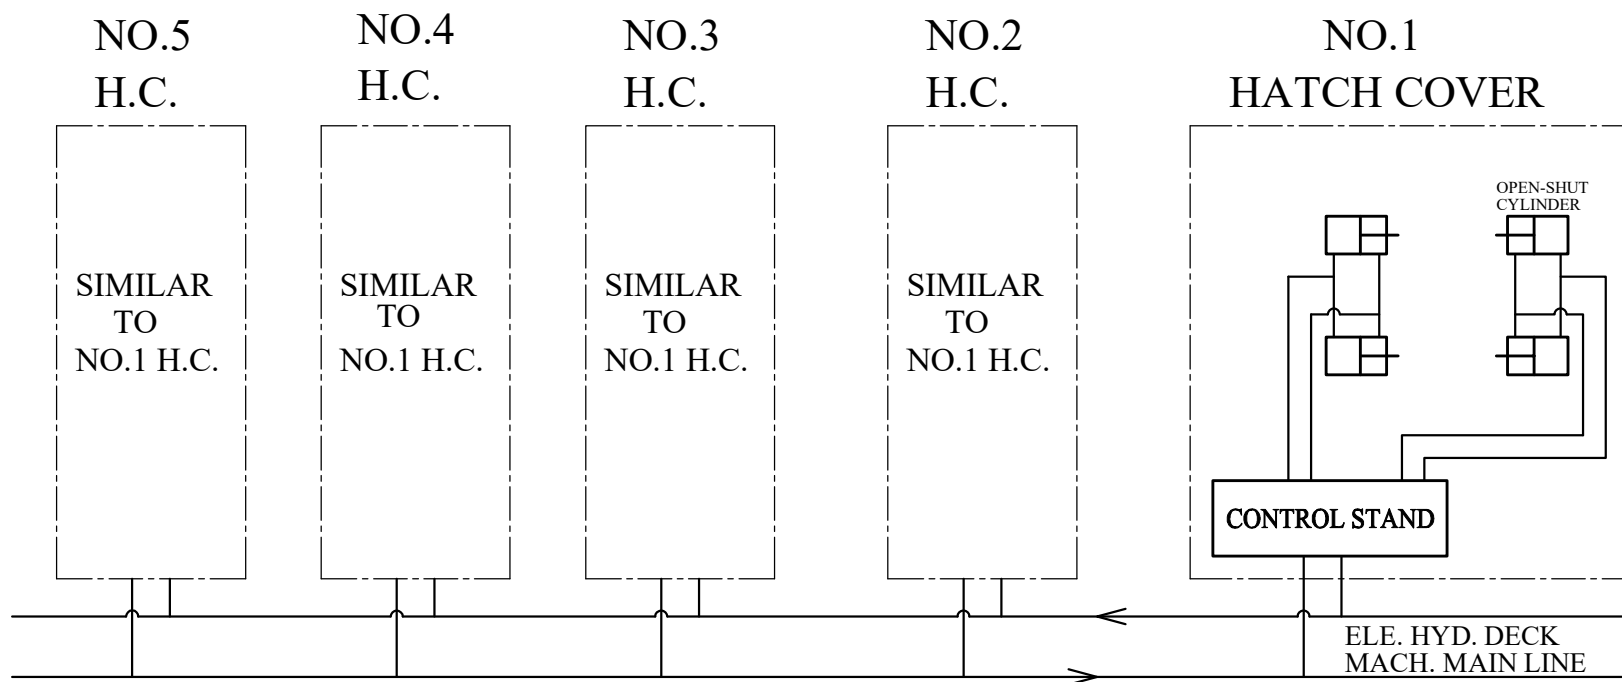 NO.5
H.C.
NO.4
H.C.
NO.3
H.C.
NO.2
H.C.
NO.1
HATCH COVER
SIMILAR
TO
NO.1 H.C.
SIMILAR
TO
NO.1 H.C.
SIMILAR
TO
NO.1 H.C.
SIMILAR
TO
NO.1 H.C.
OPEN-SHUT
CYLINDER
CONTROL STAND
ELE. HYD. DECK
MACH. MAIN LINE